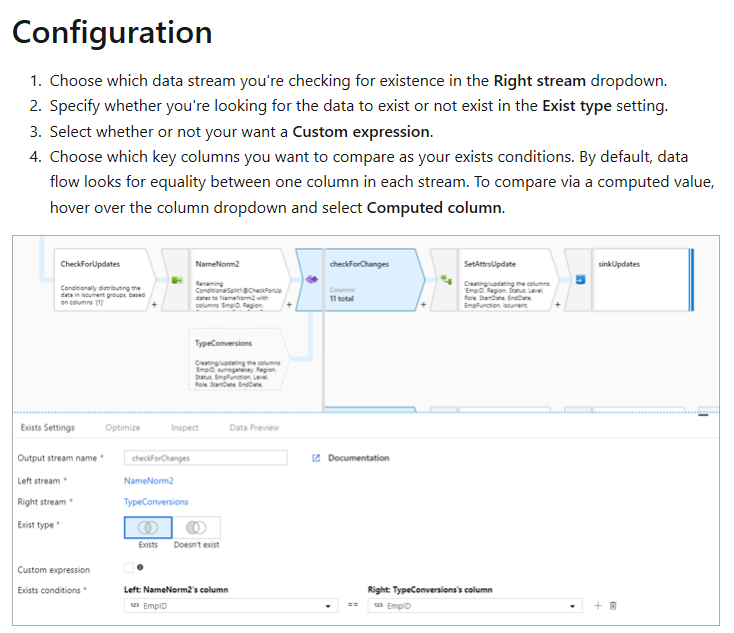 Configuration
1. Choose which data stream you're checking for existence in the Right stream dropdown.
2. Specify whether you're looking for the data to exist or not exist in the Exist type setting.
3. Select whether or not your want a Custom expression.
4. Choose which key columns you want to compare as your exists conditions. By default, data
flow looks for equality between one column in each stream. To compare via a computed value,
hover over the column dropdown and select Computed column.
CheckForUpdates
Conditionally distributing the
data in iscurrent groups, based
on columns '{1}'
+
NameNorm2
Renaming
ConditionalSplit1@CheckForUp
dates to NameNorm2 with
columns 'EmpID, Region,
+
checkForChanges
Columns:
11 total
+
SetAttrsUpdate
Creating/updating the columns
'EmpID, Region, Status, Level,
Role, StartDate, EndDate,
EmpFunction, iscurrent,
+
sinkUpdates
TypeConversions
Creating/updating the columns
'EmpID, surrogatekey, Region,
Status, EmpFunction, Level,
Role, StartDate, EndDate,
Exists Settings Optimize Inspect Data Preview
Output stream name * checkForChanges Documentation
Left stream * NameNorm2
Right stream * TypeConversions
Exist type *
Exists Doesn't exist
Custom expression
Exists conditions * Left: NameNorm2's column Right: TypeConversions's column
123 EmpID == 123 EmpID +